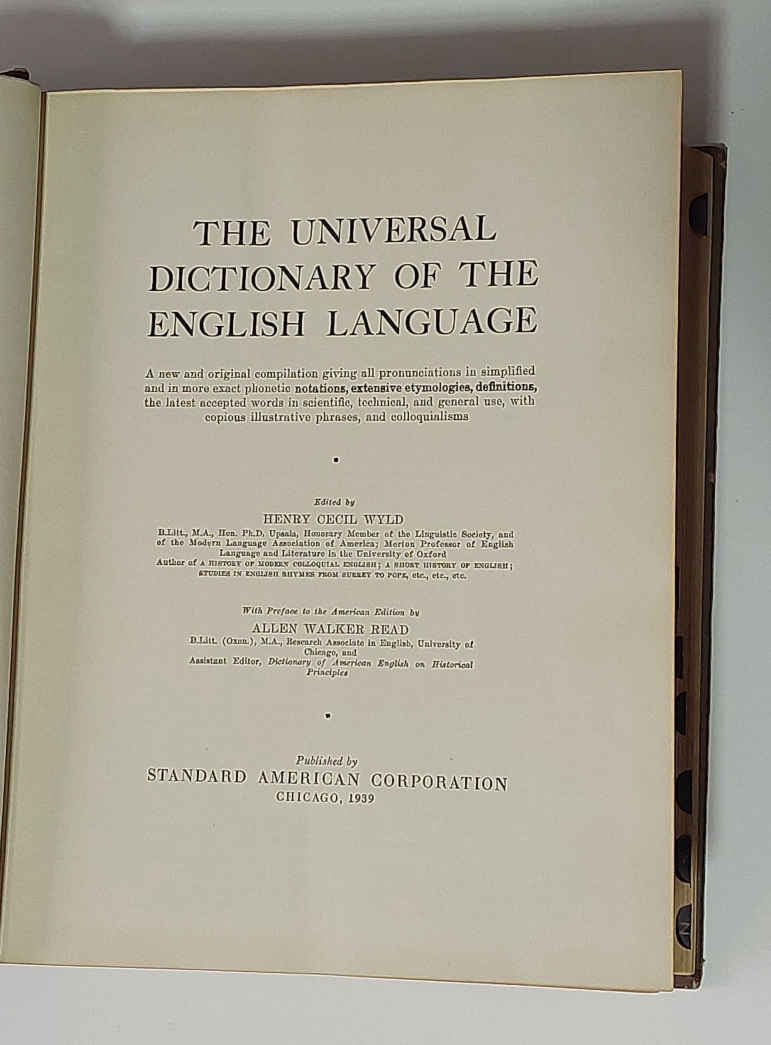 THE UNIVERSAL
DICTIONARY OF THE
ENGLISH LANGUAGE
A new and original compilation giving all pronunciations in simplified
and in more exact phonetic notations, extensive etymologies, definitions,
the latest accepted words in scientific, technical, and general use, with
copious illustrative phrases, and colloquialisms
Edited by
HENRY CECIL WYLD
B.Litt., M.A., Hon. Ph.D. Upsala, Honorary Member of the Linguistic Society, and
of the Modern Language Association of America; Merton Professor of English
Language and Literature in the University of Oxford
Author of A HISTORY OF MODERN COLLOQUIAL ENGLISH; A SHORT HISTORY OF ENGLISH;
STUDIES IN ENGLISH RHYMES FROM SURREY TO POPE, etc., etc., etc.
With Preface to the American Edition by
ALLEN WALKER READ
B.Litt. (Oxon.), M.A., Research Associate in English, University of
Chicago, and
Assistant Editor, Dictionary of American English on Historical
Principles
Published by
STANDARD AMERICAN CORPORATION
CHICAGO, 1939